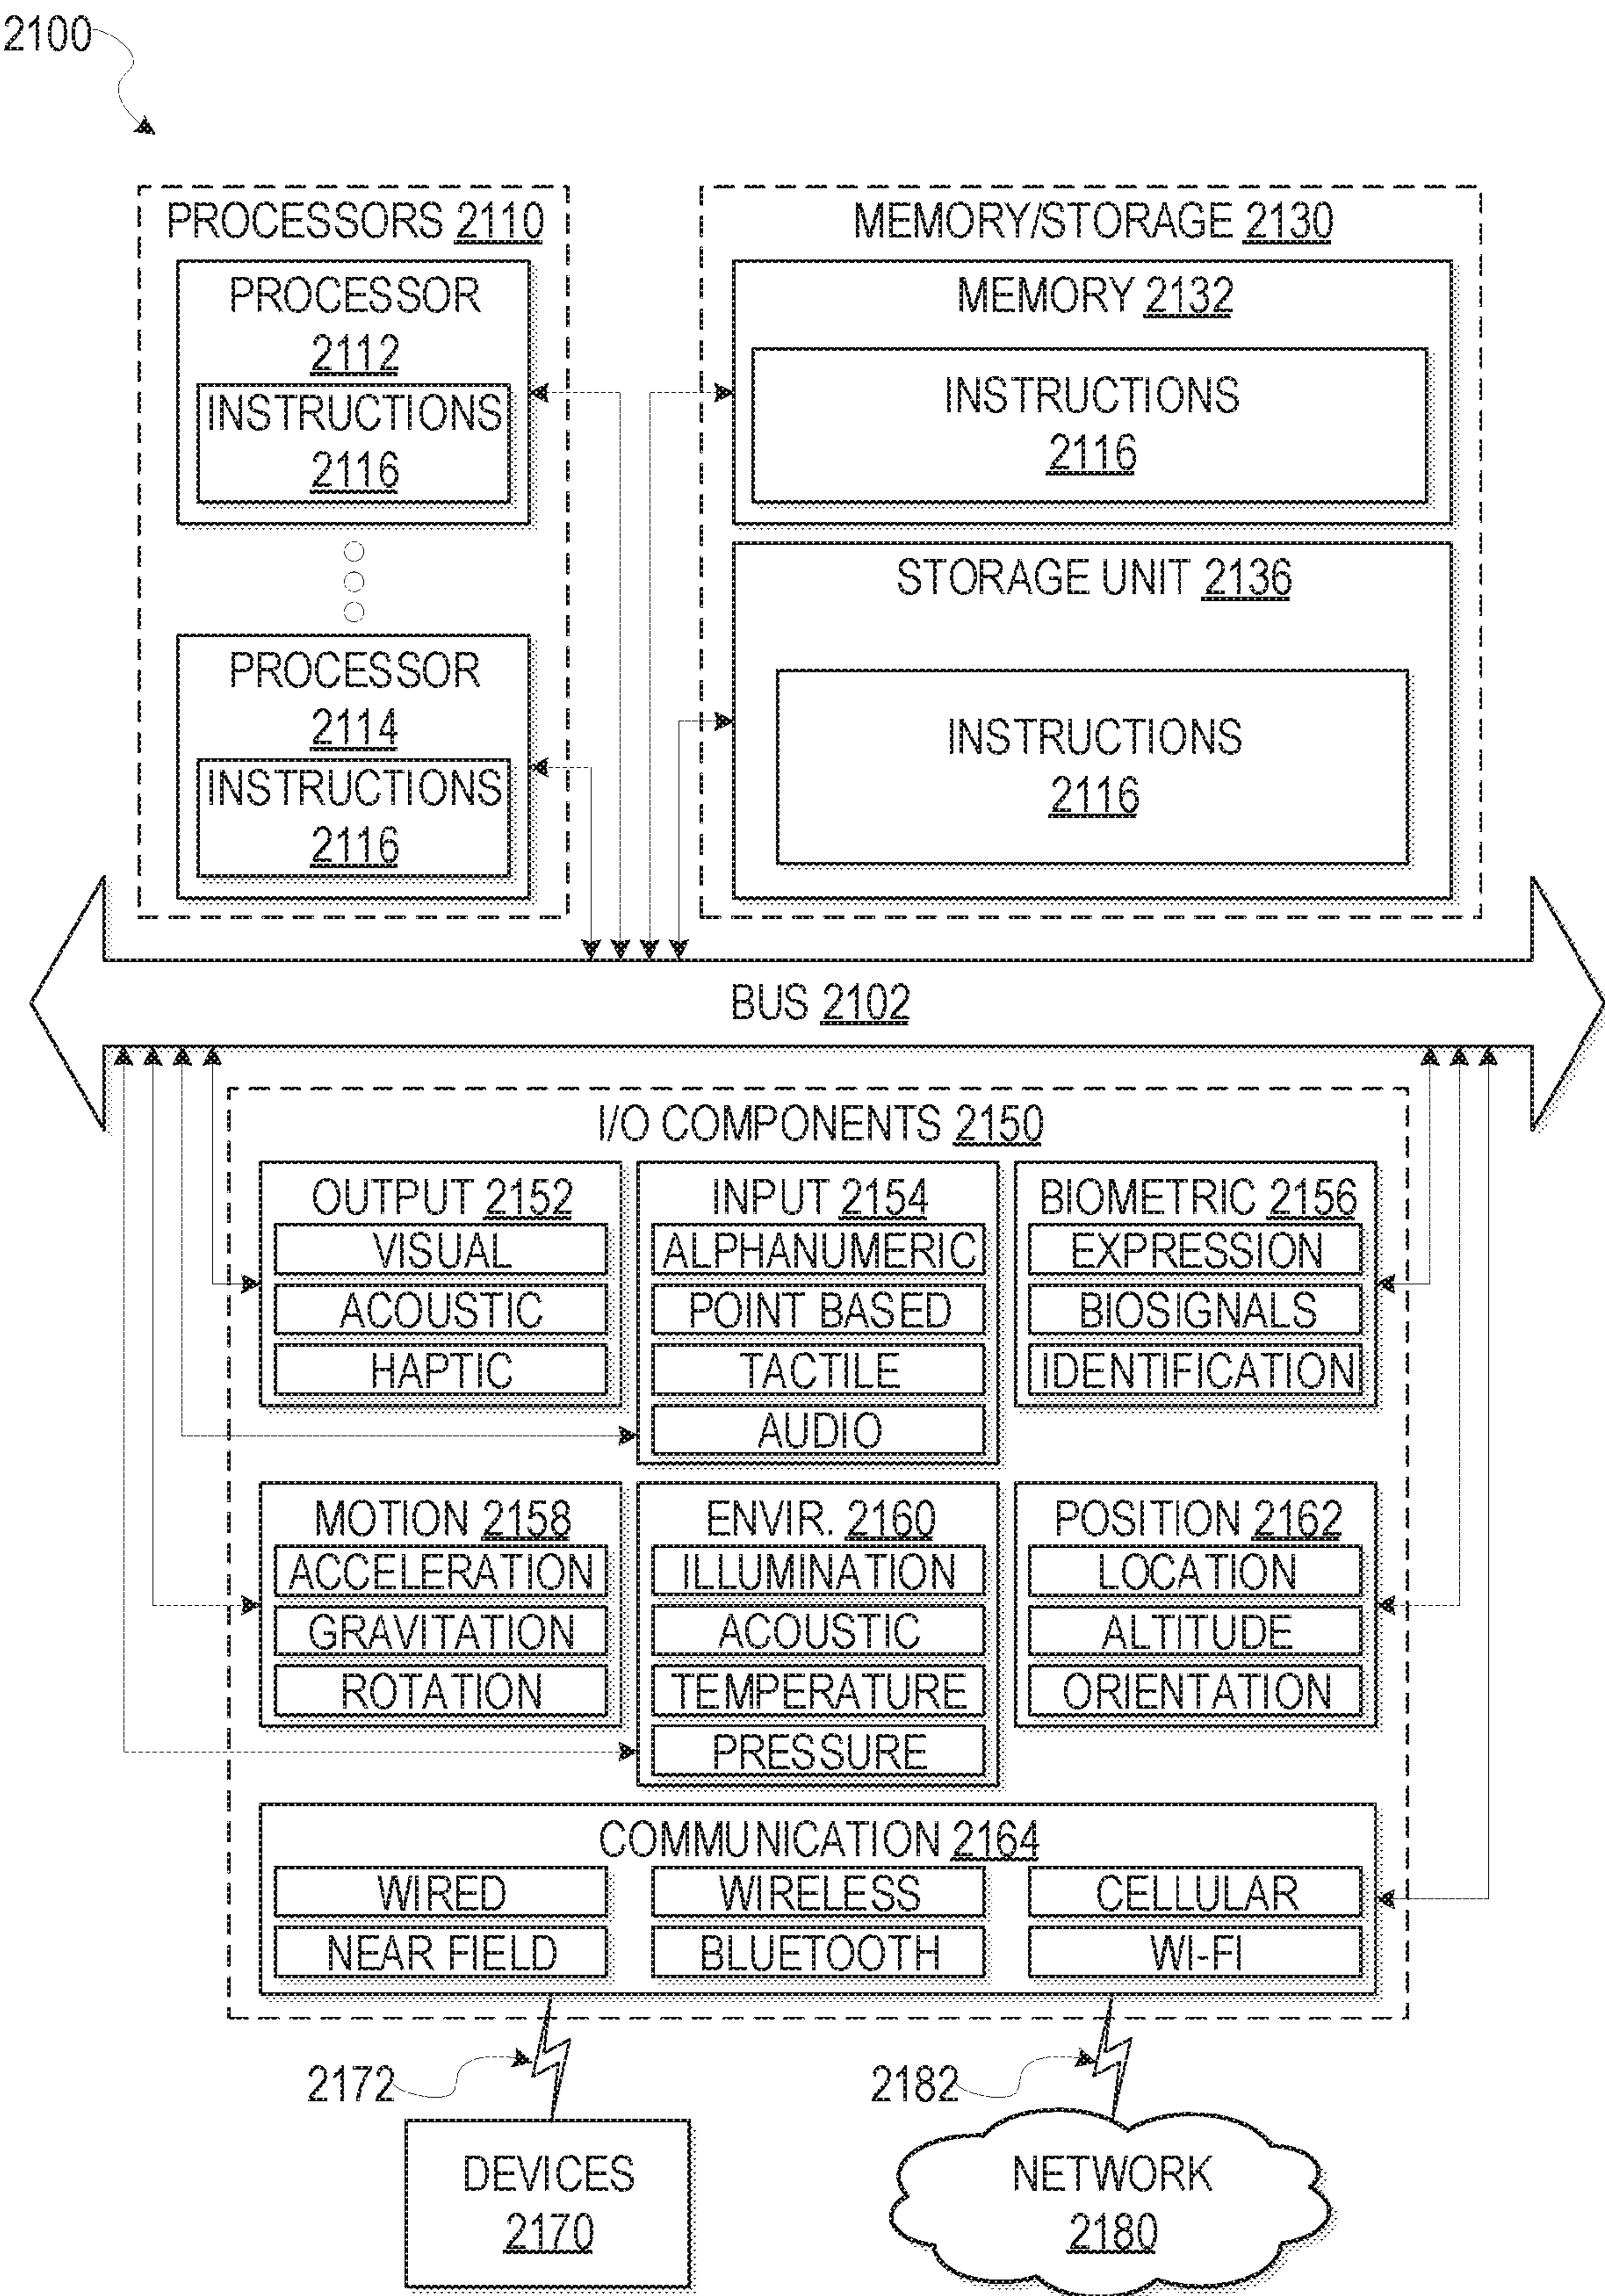 2100
PROCESSORS 2110
PROCESSOR
2112
INSTRUCTIONS
2116
PROCESSOR
2114
INSTRUCTIONS
2116
MEMORY/STORAGE 2130
MEMORY 2132
INSTRUCTIONS
2116
STORAGE UNIT 2136
INSTRUCTIONS
2116
BUS 2102
I/O COMPONENTS 2150
OUTPUT 2152
VISUAL
ACOUSTIC
HAPTIC
INPUT 2154
ALPHANUMERIC
POINT BASED
TACTILE
AUDIO
BIOMETRIC 2156
EXPRESSION
BIOSIGNALS
IDENTIFICATION
MOTION 2158
ACCELERATION
GRAVITATION
ROTATION
ENVIR. 2160
ILLUMINATION
ACOUSTIC
TEMPERATURE
PRESSURE
POSITION 2162
LOCATION
ALTITUDE
ORIENTATION
COMMUNICATION 2164
WIRED
WIRELESS
CELLULAR
NEAR FIELD
BLUETOOTH
WI-FI
2172
2182
DEVICES
2170
NETWORK
2180